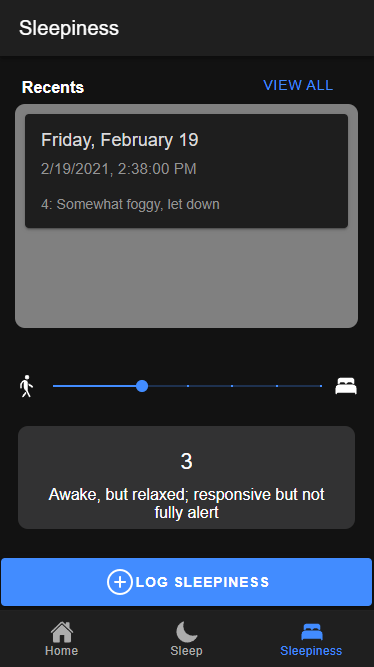 Sleepiness
Recents
VIEW ALL
Friday, February 19
2/19/2021, 2:38:00 PM
4: Somewhat foggy, let down
3
Awake, but relaxed; responsive but not
fully alert
LOG SLEEPINESS
Home
Sleep
Sleepiness